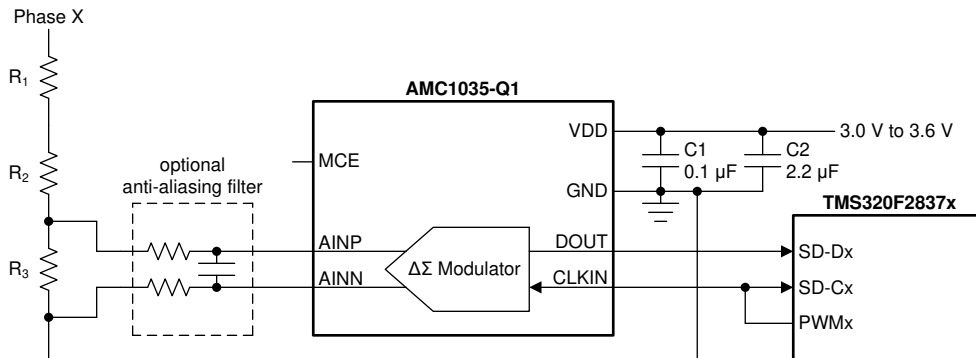 Phase X
R1
AMC1035-Q1
VDD
3.0 V to 3.6 V
R2
optional
anti-aliasing filter
MCE
C1
0.1 µF
C2
2.2 µF
GND
TMS320F2837x
R3
AINP
AINN
ΔΣ Modulator
DOUT
CLKIN
SD-Dx
SD-Cx
PWMx